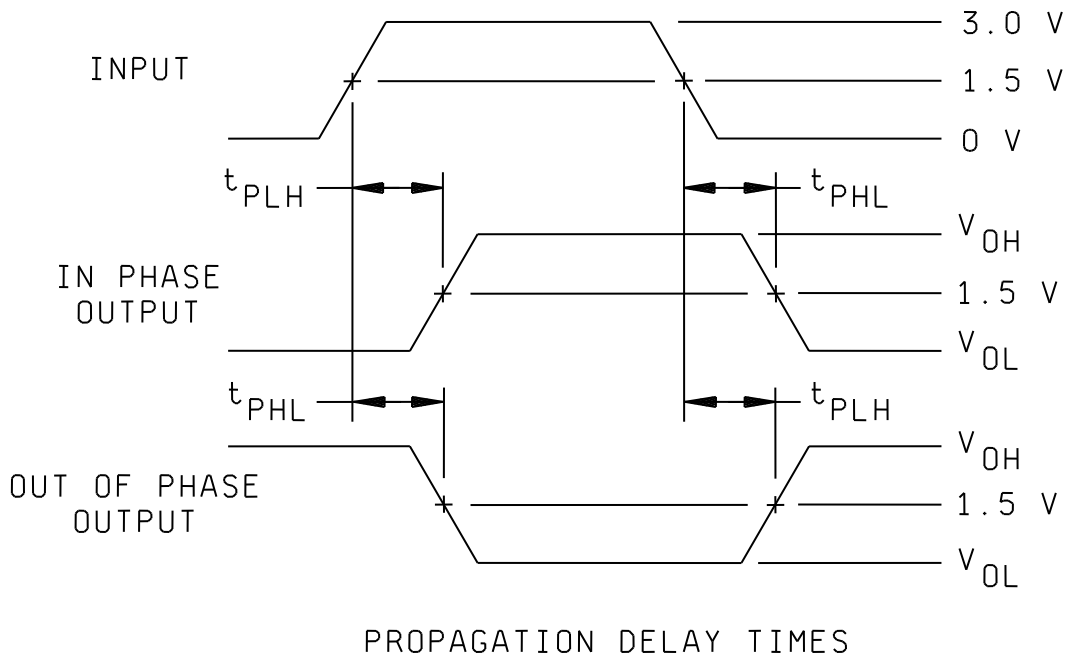 3.0 V
INPUT
1.5 V
0 V
tPLH
tPHL
VOH
IN PHASE
OUTPUT
1.5 V
VOL
tPHL
tPLH
VOH
OUT OF PHASE
OUTPUT
1.5 V
VOL
PROPAGATION DELAY TIMES